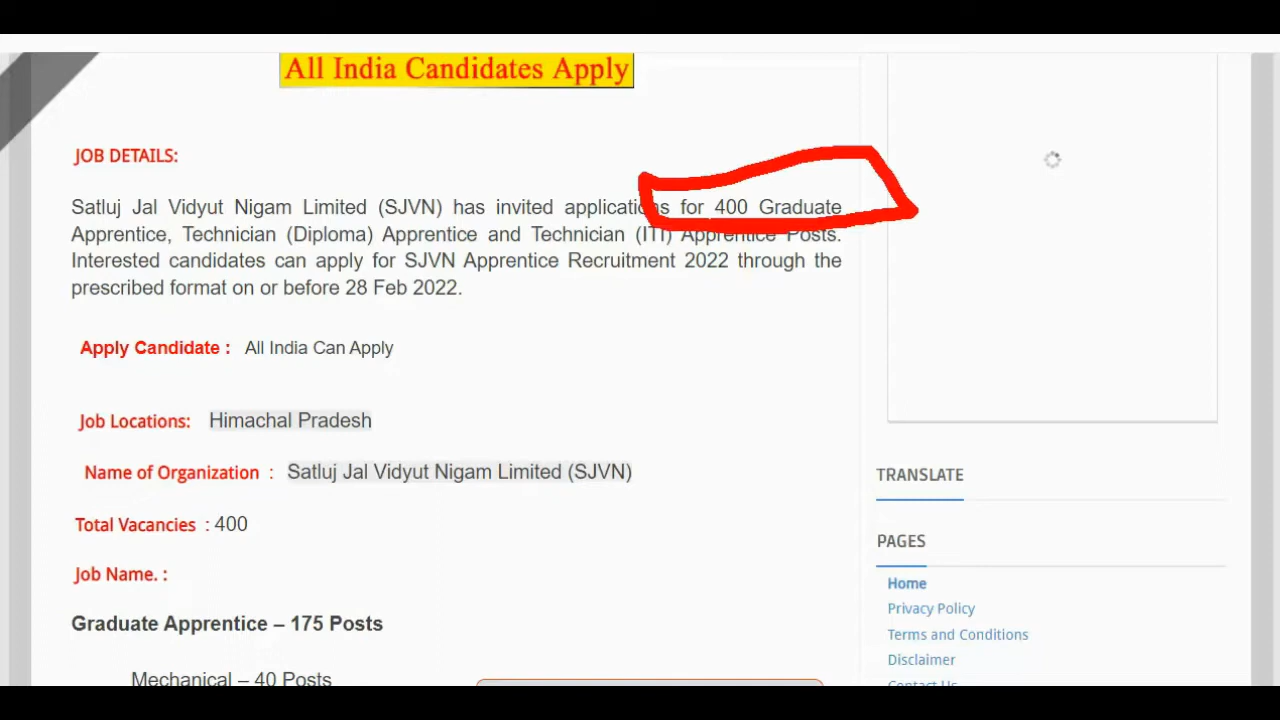 All India Candidates Apply
JOB DETAILS:
Satluj Jal Vidyut Nigam Limited (SJVN) has invited applications for 400 Graduate
Apprentice, Technician (Diploma) Apprentice and Technician (ITI) Apprentice Posts.
Interested candidates can apply for SJVN Apprentice Recruitment 2022 through the
prescribed format on or before 28 Feb 2022.
Apply Candidate : All India Can Apply
Job Locations: Himachal Pradesh
Name of Organization : Satluj Jal Vidyut Nigam Limited (SJVN)
Total Vacancies : 400
Job Name. :
Graduate Apprentice – 175 Posts
Mechanical – 40 Posts
TRANSLATE
PAGES
Home
Privacy Policy
Terms and Conditions
Disclaimer
Contact Us